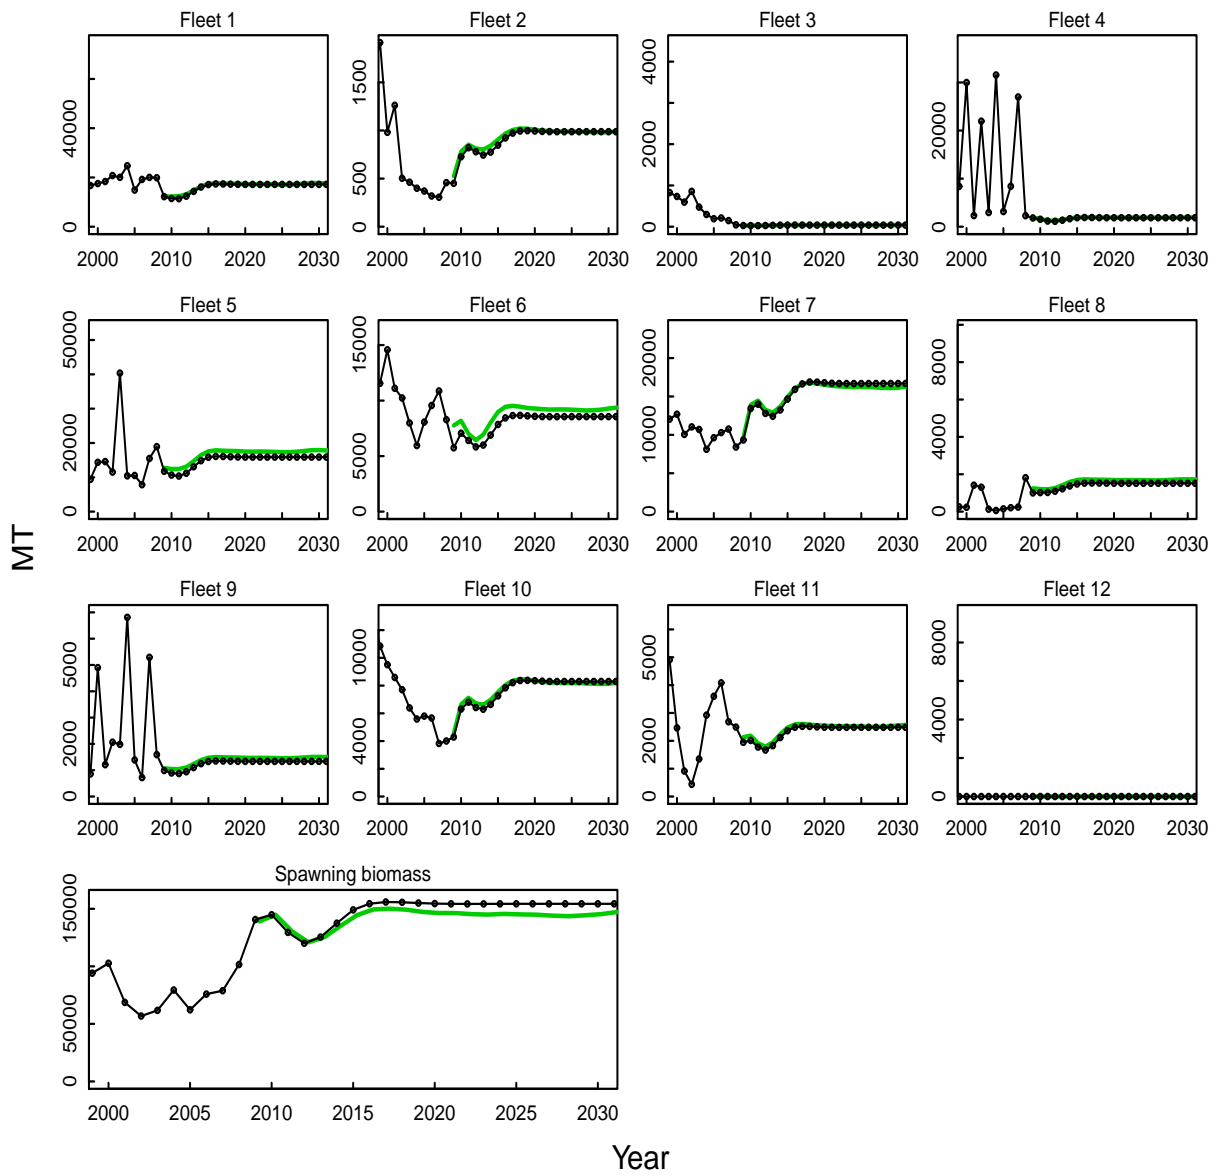 Fleet 1 Fleet 2 Fleet 3 Fleet 4
0 40000 0 500 1500 0 1000 2000 3000 4000 0 20000
2000 2010 2020 2030 2000 2010 2020 2030 2000 2010 2020 2030 2000 2010 2020 2030
Fleet 5 Fleet 6 Fleet 7 Fleet 8
0 20000 50000 0 5000 15000 0 10000 20000 0 2000 4000 8000
2000 2010 2020 2030 2000 2010 2020 2030 2000 2010 2020 2030 2000 2010 2020 2030
MT
Fleet 9 Fleet 10 Fleet 11 Fleet 12
0 20000 50000 0 4000 10000 0 2000 5000 0 4000 8000
2000 2010 2020 2030 2000 2010 2020 2030 2000 2010 2020 2030 2000 2010 2020 2030
Spawning biomass
0 50000 150000
2000 2005 2010 2015 2020 2025 2030
Year